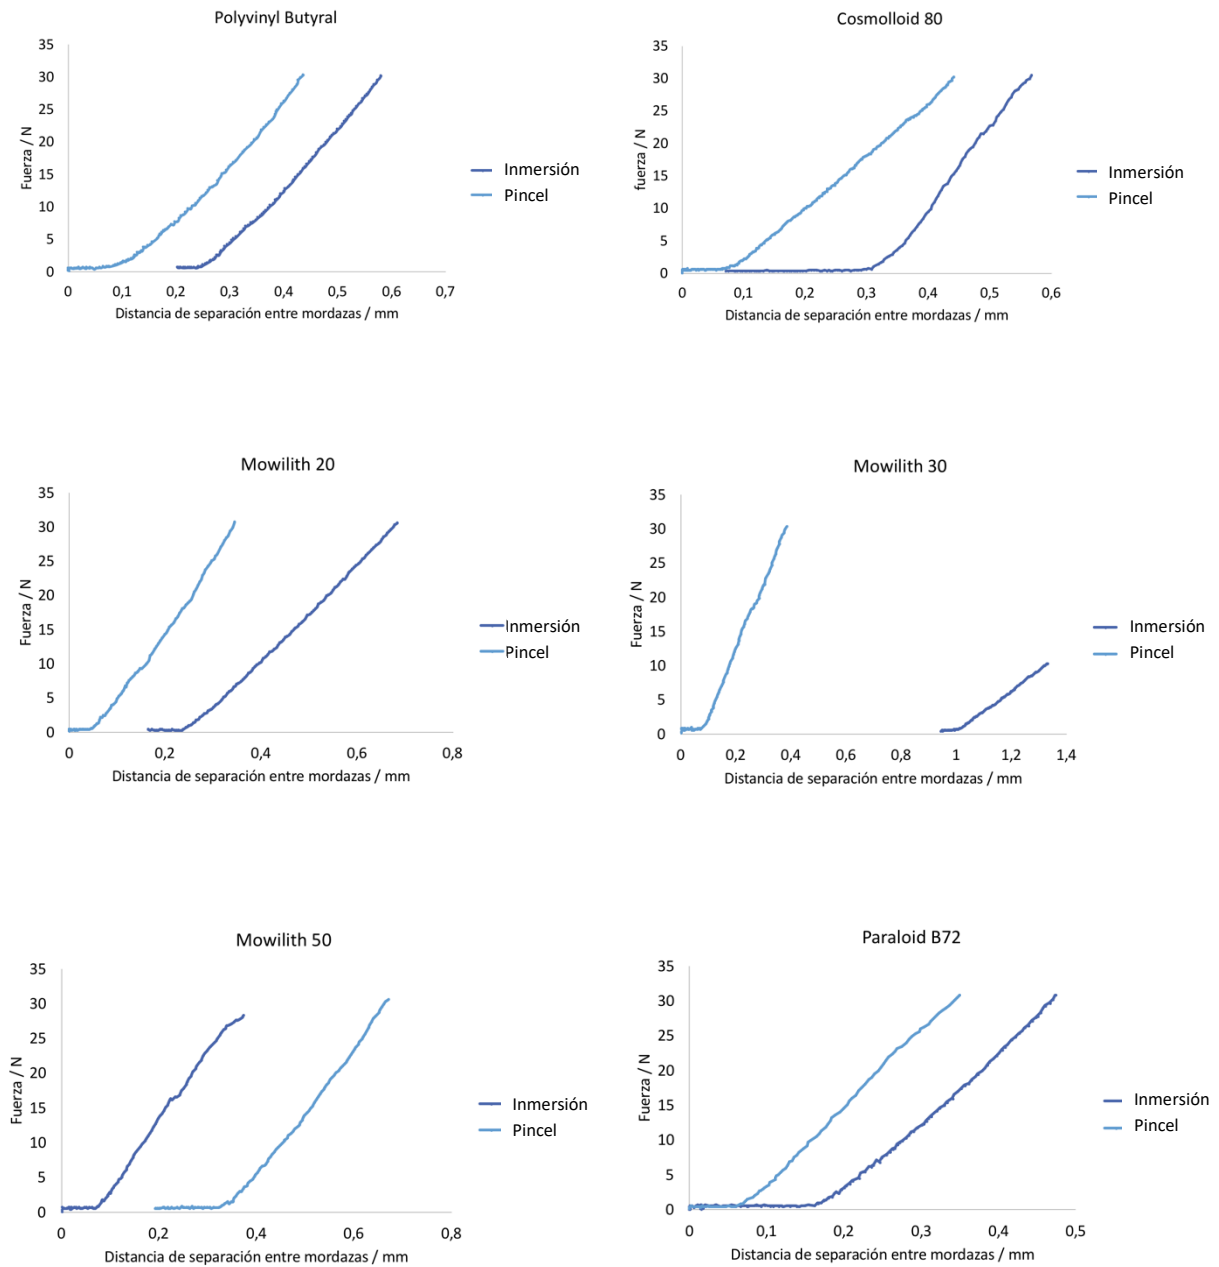 Polyvinyl Butyral
35
30
25
20
15
10
5
0
Fuerza / N
0 0,1 0,2 0,3 0,4 0,5 0,6 0,7
Distancia de separación entre mordazas / mm
Inmersión
Pincel
Cosmolloid 80
35
30
25
20
15
10
5
0
fuerza / N
0 0,1 0,2 0,3 0,4 0,5 0,6
Distancia de separación entre mordazas / mm
Inmersión
Pincel
Mowilith 20
35
30
25
20
15
10
5
0
Fuerza / N
0 0,2 0,4 0,6 0,8
Distancia de separación entre mordazas / mm
Inmersión
Pincel
Mowilith 30
35
30
25
20
15
10
5
0
Fuerza / N
0 0,2 0,4 0,6 0,8 1 1,2 1,4
Distancia de separación entre mordazas / mm
Inmersión
Pincel
Mowilith 50
35
30
25
20
15
10
5
0
Fuerza / N
0 0,2 0,4 0,6 0,8
Distancia de separación entre mordazas / mm
Inmersión
Pincel
Paraloid B72
35
30
25
20
15
10
5
0
Fuerza / N
0 0,1 0,2 0,3 0,4 0,5
Distancia de separación entre mordazas / mm
Inmersión
Pincel